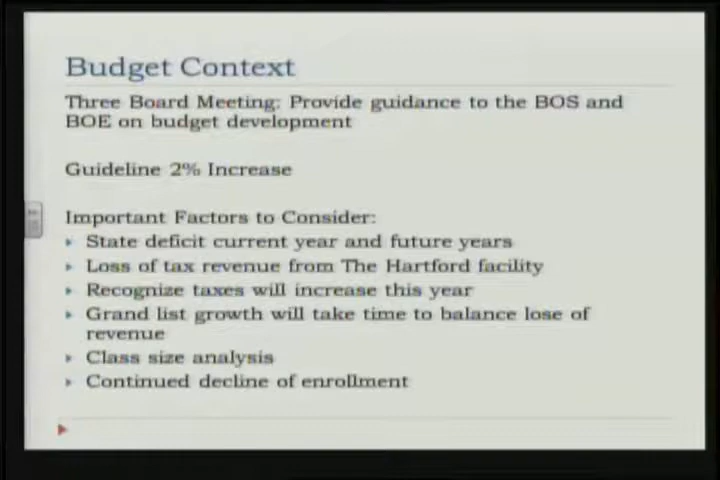 Budget Context
Three Board Meeting: Provide guidance to the BOS and
BOE on budget development
Guideline 2% Increase
Important Factors to Consider:
State deficit current year and future years
Loss of tax revenue from The Hartford facility
Recognize taxes will increase this year
Grand list growth will take time to balance lose of
revenue
Class size analysis
Continued decline of enrollment